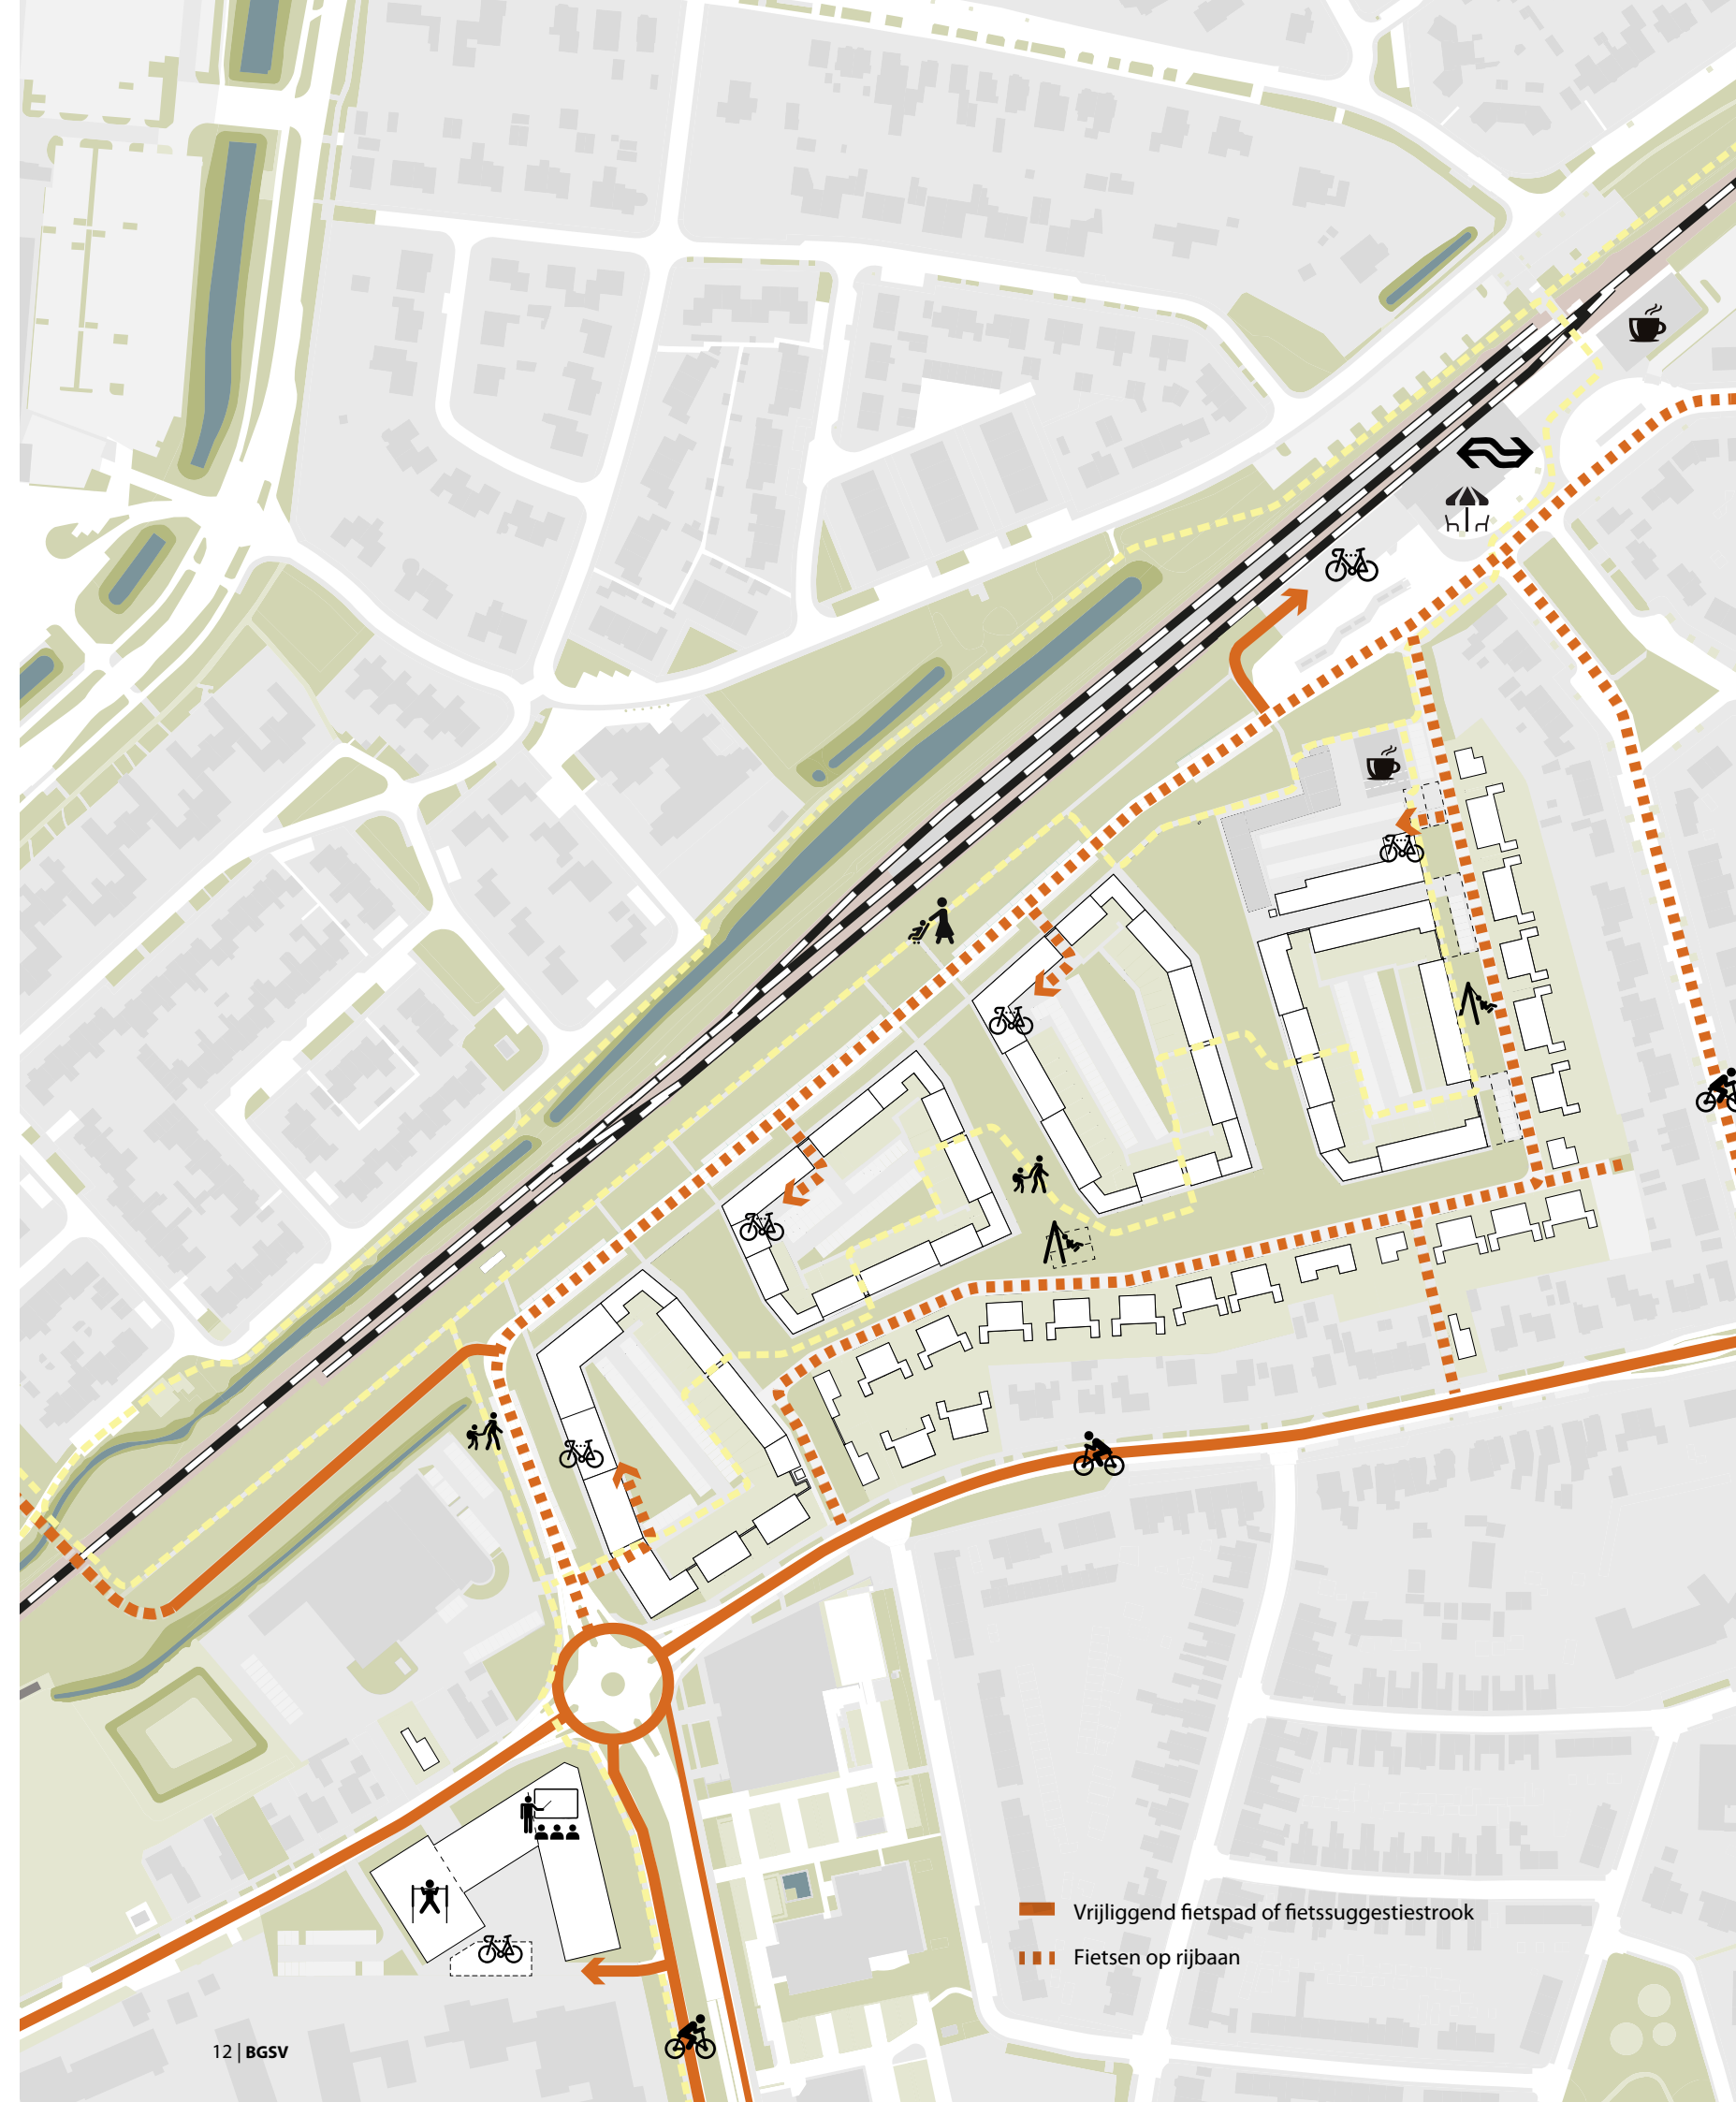 Vrijliggend fietspad of fietssuggestiestrook
Fietsen op rijbaan
12 | BGSV